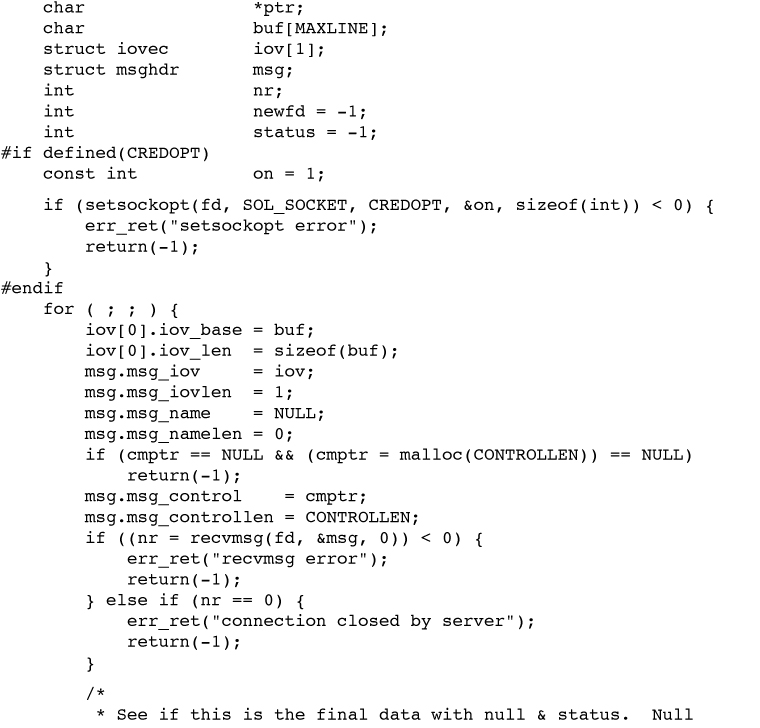 char                *ptr;
    char                buf[MAXLINE];
    struct iovec        iov[1];
    struct msghdr       msg;
    int                 nr;
    int                 newfd = -1;
    int                 status = -1;
#if defined(CREDOPT)
    const int           on = 1;
    if (setsockopt(fd, SOL_SOCKET, CREDOPT, &on, sizeof(int)) < 0) {
        err_ret("setsockopt error");
        return(-1);
    }
#endif
    for ( ; ; ) {
        iov[0].iov_base = buf;
        iov[0].iov_len  = sizeof(buf);
        msg.msg_iov     = iov;
        msg.msg_iovlen  = 1;
        msg.msg_name    = NULL;
        msg.msg_namelen = 0;
        if (cmptr == NULL && (cmptr = malloc(CONTROLLEN)) == NULL)
            return(-1);
        msg.msg_control    = cmptr;
        msg.msg_controllen = CONTROLLEN;
        if ((nr = recvmsg(fd, &msg, 0)) < 0) {
            err_ret("recvmsg error");
            return(-1);
        } else if (nr == 0) {
            err_ret("connection closed by server");
            return(-1);
        }
        /*
         * See if this is the final data with null & status.  Null